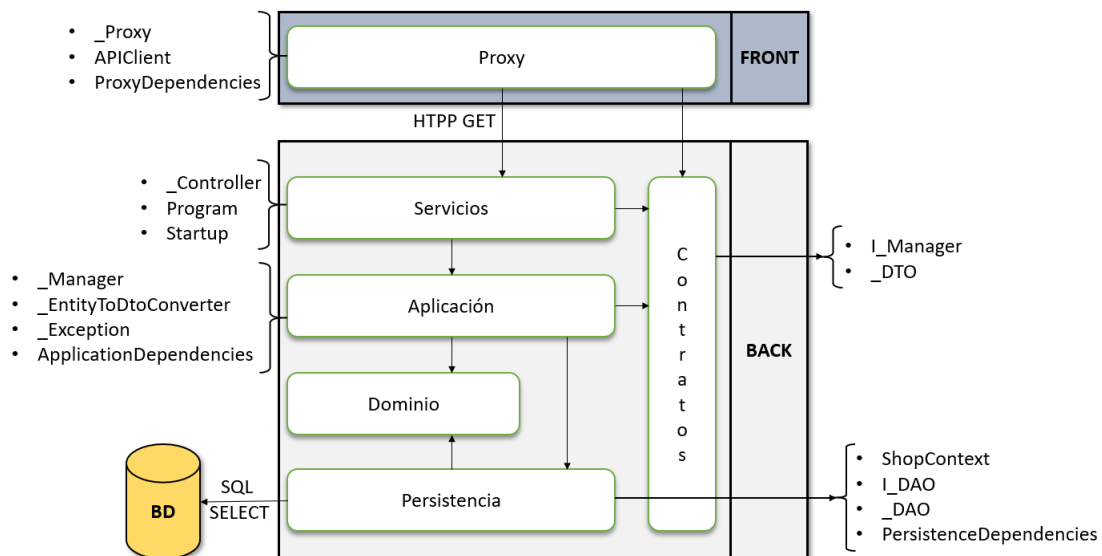 • _Proxy
• APIClient
• ProxyDependencies
Proxy
FRONT
HTPP GET
• _Controller
• Program
• Startup
Servicios
• _Manager
• _EntityToDtoConverter
• _Exception
• ApplicationDependencies
Aplicación
Dominio
Persistencia
C
o
n
t
r
a
t
o
s
BACK
• I_Manager
• _DTO
SQL
SELECT
BD
• ShopContext
• I_DAO
• _DAO
• PersistenceDependencies